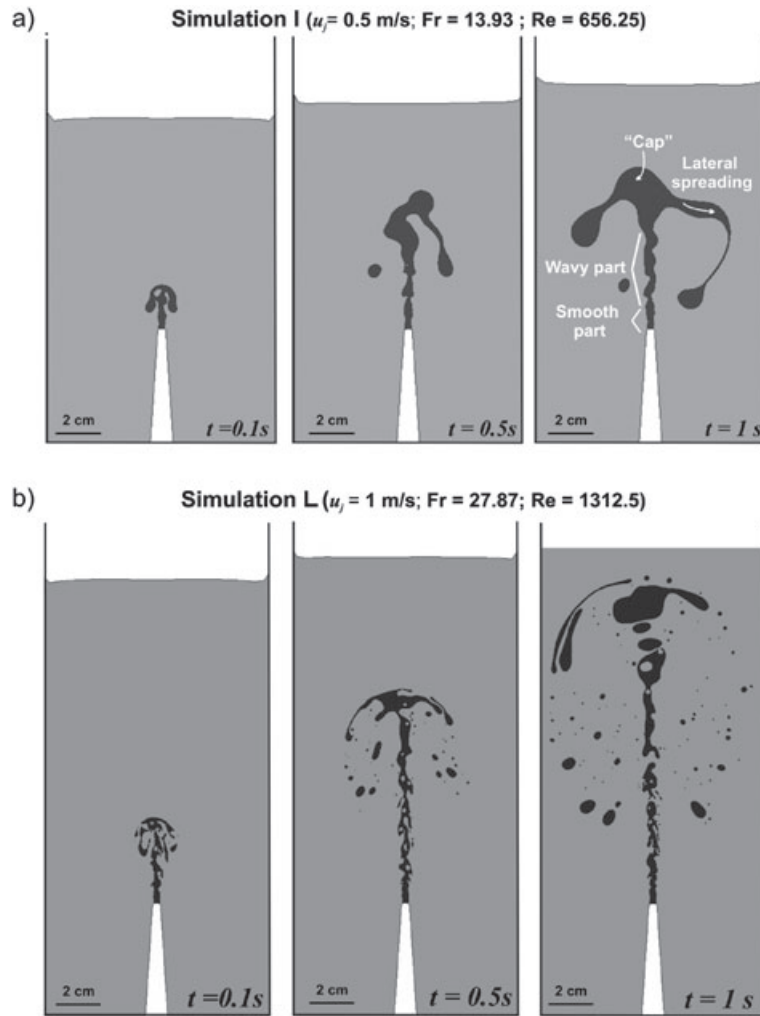 a) Simulation I (uj= 0.5 m/s; Fr = 13.93 ; Re = 656.25)
“Cap”
Lateral
spreading
Wavy part
Smooth
part
2 cm
t =0.1s
2 cm
t = 0.5s
2 cm
t = 1 s
b) Simulation L (uj = 1 m/s; Fr = 27.87; Re = 1312.5)
2 cm
t =0.1s
2 cm
t = 0.5s
2 cm
t = 1 s